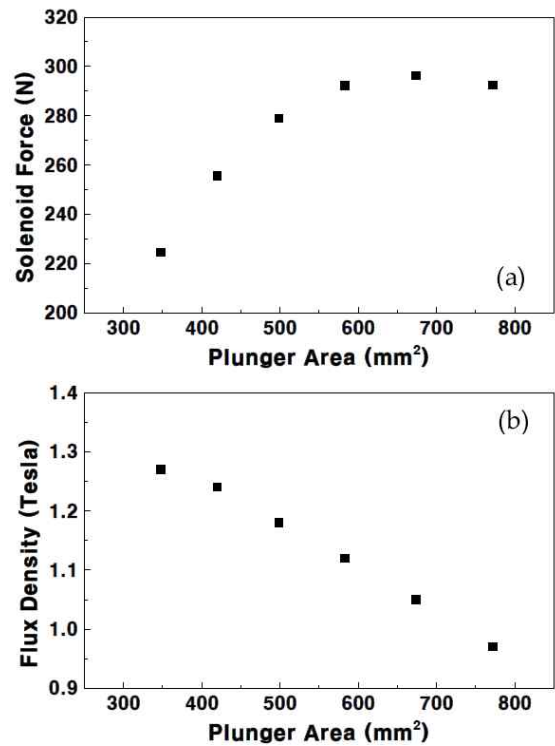 Solenoid Force (N)
320
300
280
260
240
220
200
(a)
300 400 500 600 700 800
Plunger Area (mm²)
Flux Density (Tesla)
1.4
1.3
1.2
1.1
1.0
0.9
(b)
300 400 500 600 700 800
Plunger Area (mm²)